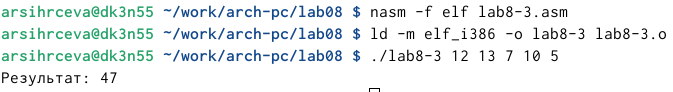 arsihrceva@dk3n55 ~/work/arch-pc/lab08 $ nasm -f elf lab8-3.asm
arsihrceva@dk3n55 ~/work/arch-pc/lab08 $ ld -m elf_i386 -o lab8-3 lab8-3.o
arsihrceva@dk3n55 ~/work/arch-pc/lab08 $ ./lab8-3 12 13 7 10 5
Результат: 47